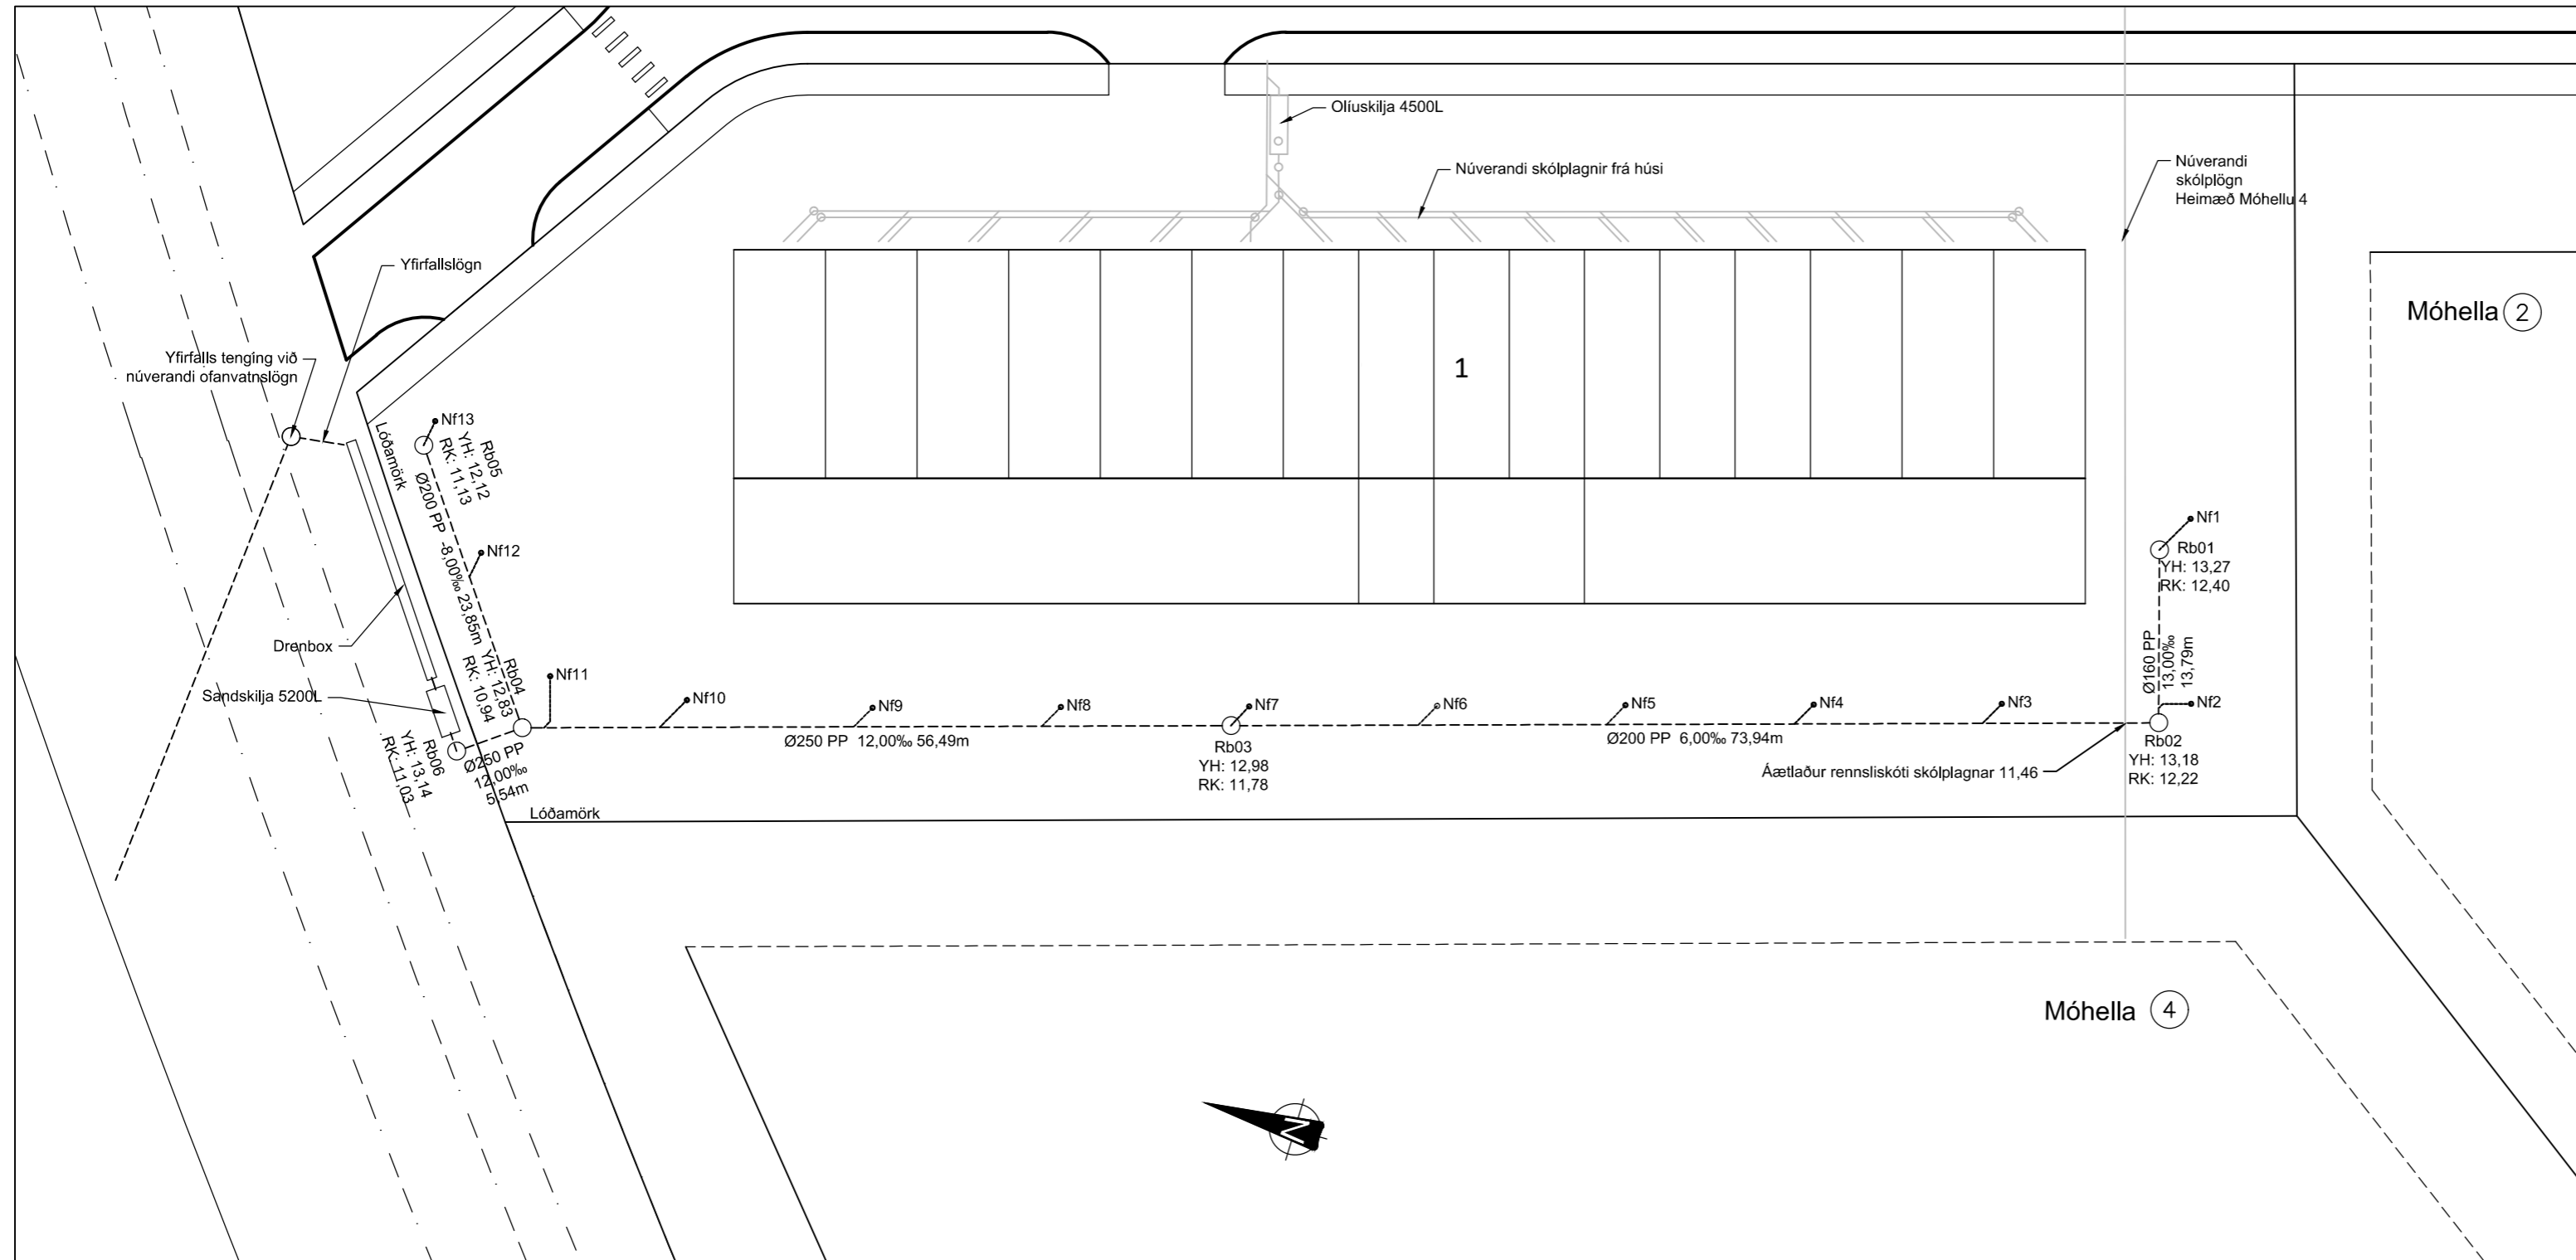 Olíuskilja 4500L
Núverandi skólplagnir frá húsi
Núverandi
skólplögn
Heimæð Móhellu 4
Yfirfallslögn
Móhella 2
Yfirfalls tenging við
núverandi ofanvatnslögn
1
Lóðamörk
Nf13
Rb05
YH: 12,12
RK: 11,13
Ø200 PP -8,00‰ 23,85m
Nf12
Nf1
Rb01
YH: 13,27
RK: 12,40
Drenbox
Ø160 PP
13,00‰
13,79m
Sandskilja 5200L
Rb04
YH: 12,83
RK: 10,94
Nf11
Nf10
Nf9
Nf8
Nf7
Nf6
Nf5
Nf4
Nf3
Nf2
Rb06
YH: 13,14
RK: 11,03
Ø250 PP
12,00‰
5,54m
Ø250 PP 12,00‰ 56,49m
Rb03
YH: 12,98
RK: 11,78
Ø200 PP 6,00‰ 73,94m
Rb02
YH: 13,18
RK: 12,22
Áætlaður rennsliskóti skólplagnar 11,46
Lóðamörk
Móhella 4
N